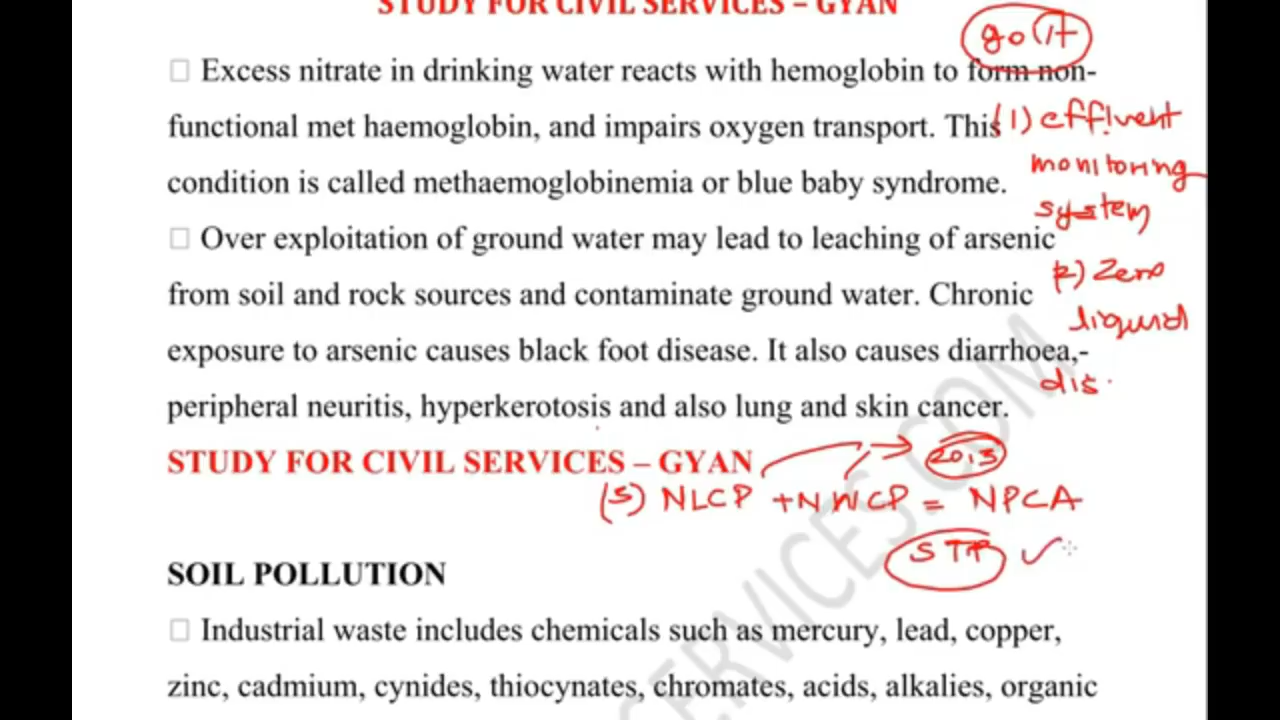 STUDY FOR CIVIL SERVICES – GYAN
govt
Excess nitrate in drinking water reacts with hemoglobin to form non-
functional met haemoglobin, and impairs oxygen transport. This
(1) effluent
monitoring
system
condition is called methaemoglobinemia or blue baby syndrome.
Over exploitation of ground water may lead to leaching of arsenic
2) Zero
liquid
dis.
from soil and rock sources and contaminate ground water. Chronic
exposure to arsenic causes black foot disease. It also causes diarrhoea,-
peripheral neuritis, hyperkerotosis and also lung and skin cancer.
STUDY FOR CIVIL SERVICES – GYAN
2013
(3) NLCP + NWCP = NPCA
STP
SOIL POLLUTION
Industrial waste includes chemicals such as mercury, lead, copper,
zinc, cadmium, cynides, thiocynates, chromates, acids, alkalies, organic
SERVICES.COM